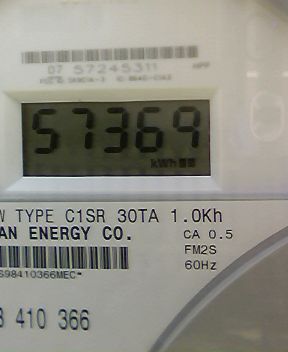 07 57245311
57369
kWh
W TYPE C1SR 30TA 1.0Kh
AN ENERGY CO.
CA 0.5
FM2S
60Hz
S98410366MEC*
410 366